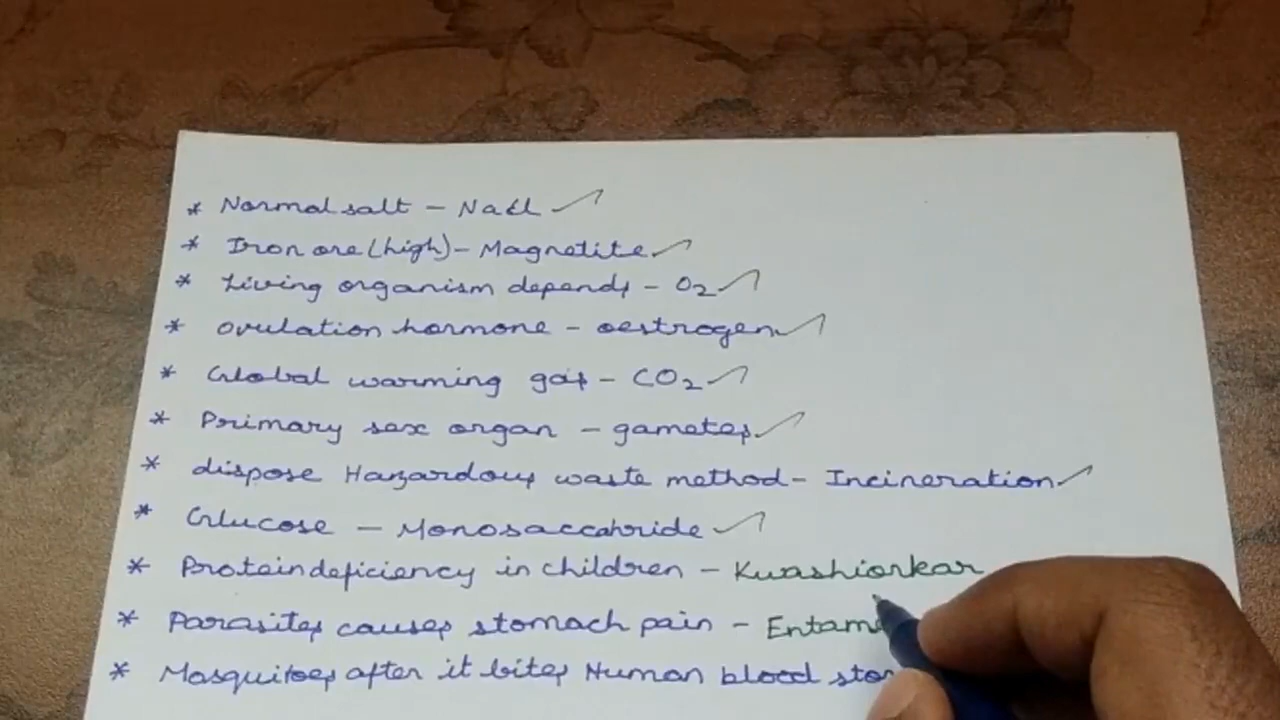 * Normal salt - Nacl
* Iron ore (high) - Magnetite
* Living organism depends - O2
* ovulation hormone - oestrogen
* Global warming gas - CO2
* Primary sex organ - gametes
* dispose Hazardous waste method - Incineration
* Glucose - Monosaccahride
* Protein deficiency in children - Kwashiorkar
* Parasites causes stomach pain - Entam
* Mosquitoes after it bites Human blood